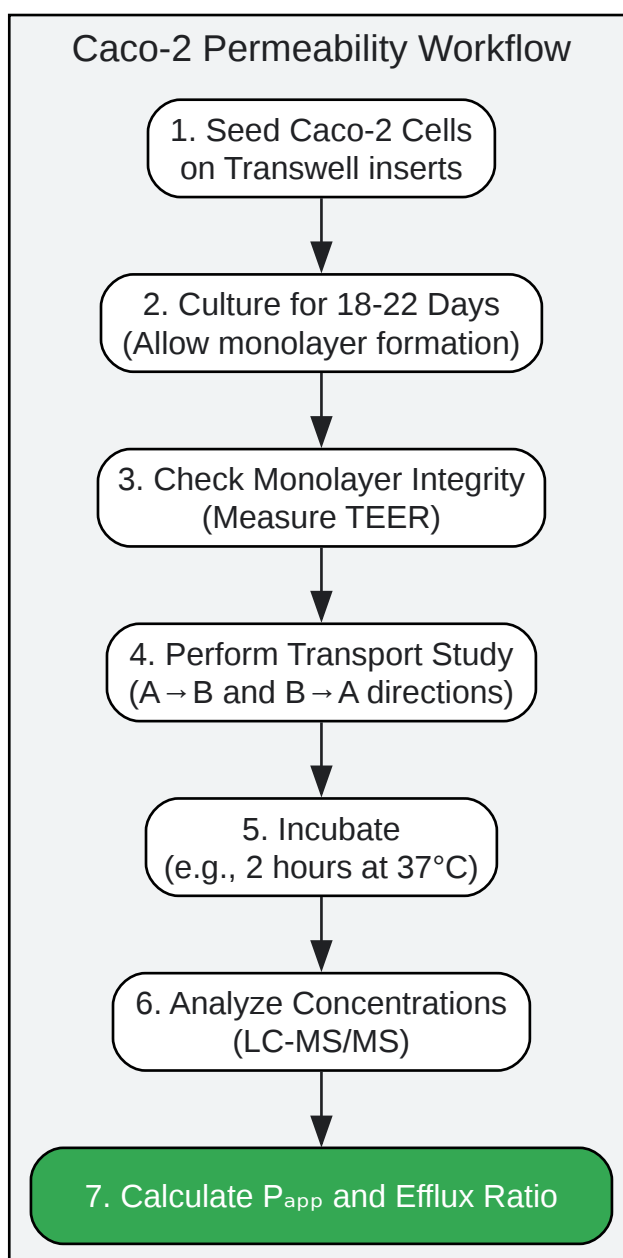 Caco-2 Permeability Workflow
1. Seed Caco-2 Cells
on Transwell inserts
2. Culture for 18-22 Days
(Allow monolayer formation)
3. Check Monolayer Integrity
(Measure TEER)
4. Perform Transport Study
(A→B and B→A directions)
5. Incubate
(e.g., 2 hours at 37°C)
6. Analyze Concentrations
(LC-MS/MS)
7. Calculate Pₐₚₚ and Efflux Ratio